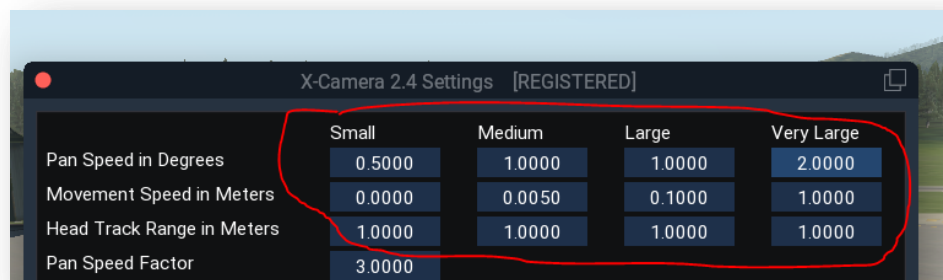 X-Camera 2.4 Settings [REGISTERED]
Small Medium Large Very Large
Pan Speed in Degrees 0.5000 1.0000 1.0000 2.0000
Movement Speed in Meters 0.0000 0.0050 0.1000 1.0000
Head Track Range in Meters 1.0000 1.0000 1.0000 1.0000
Pan Speed Factor 3.0000